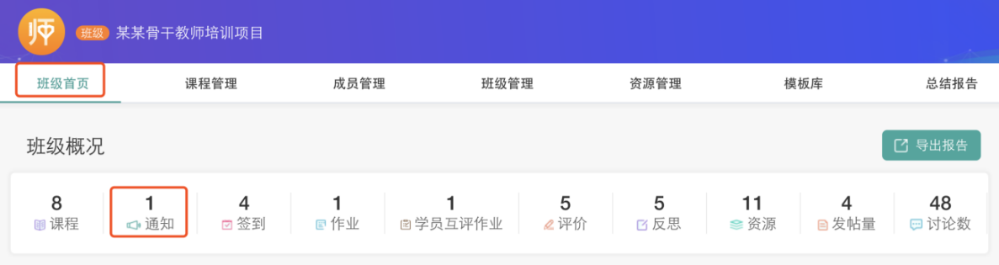 师 班级 某某骨干教师培训项目
班级首页 课程管理 成员管理 班级管理 资源管理 模板库 总结报告
班级概况 导出报告
8 1 4 1 1 5 5 11 4 48
课程 通知 签到 作业 学员互评作业 评价 反思 资源 发帖量 讨论数